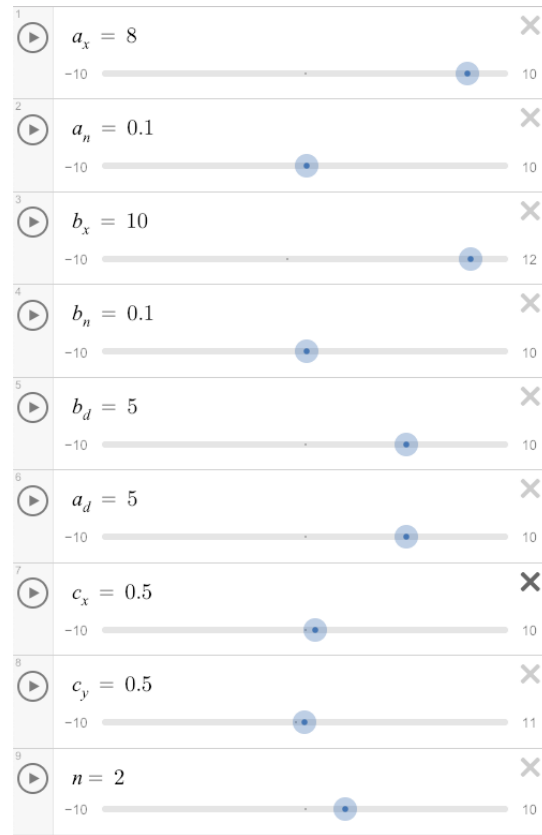 1
a_x = 8
−10 10
2
a_n = 0.1
−10 10
3
b_x = 10
−10 12
4
b_n = 0.1
−10 10
5
b_d = 5
−10 10
6
a_d = 5
−10 10
7
c_x = 0.5
−10 10
8
c_y = 0.5
−10 11
9
n = 2
−10 10